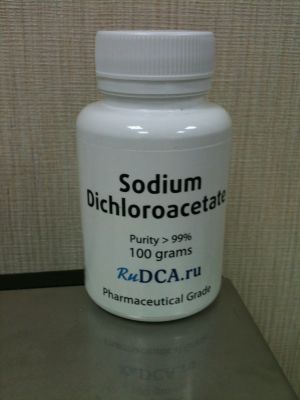 Sodium
Dichloroacetate
Purity > 99%
100 grams
RuDCA.ru
Pharmaceutical Grade